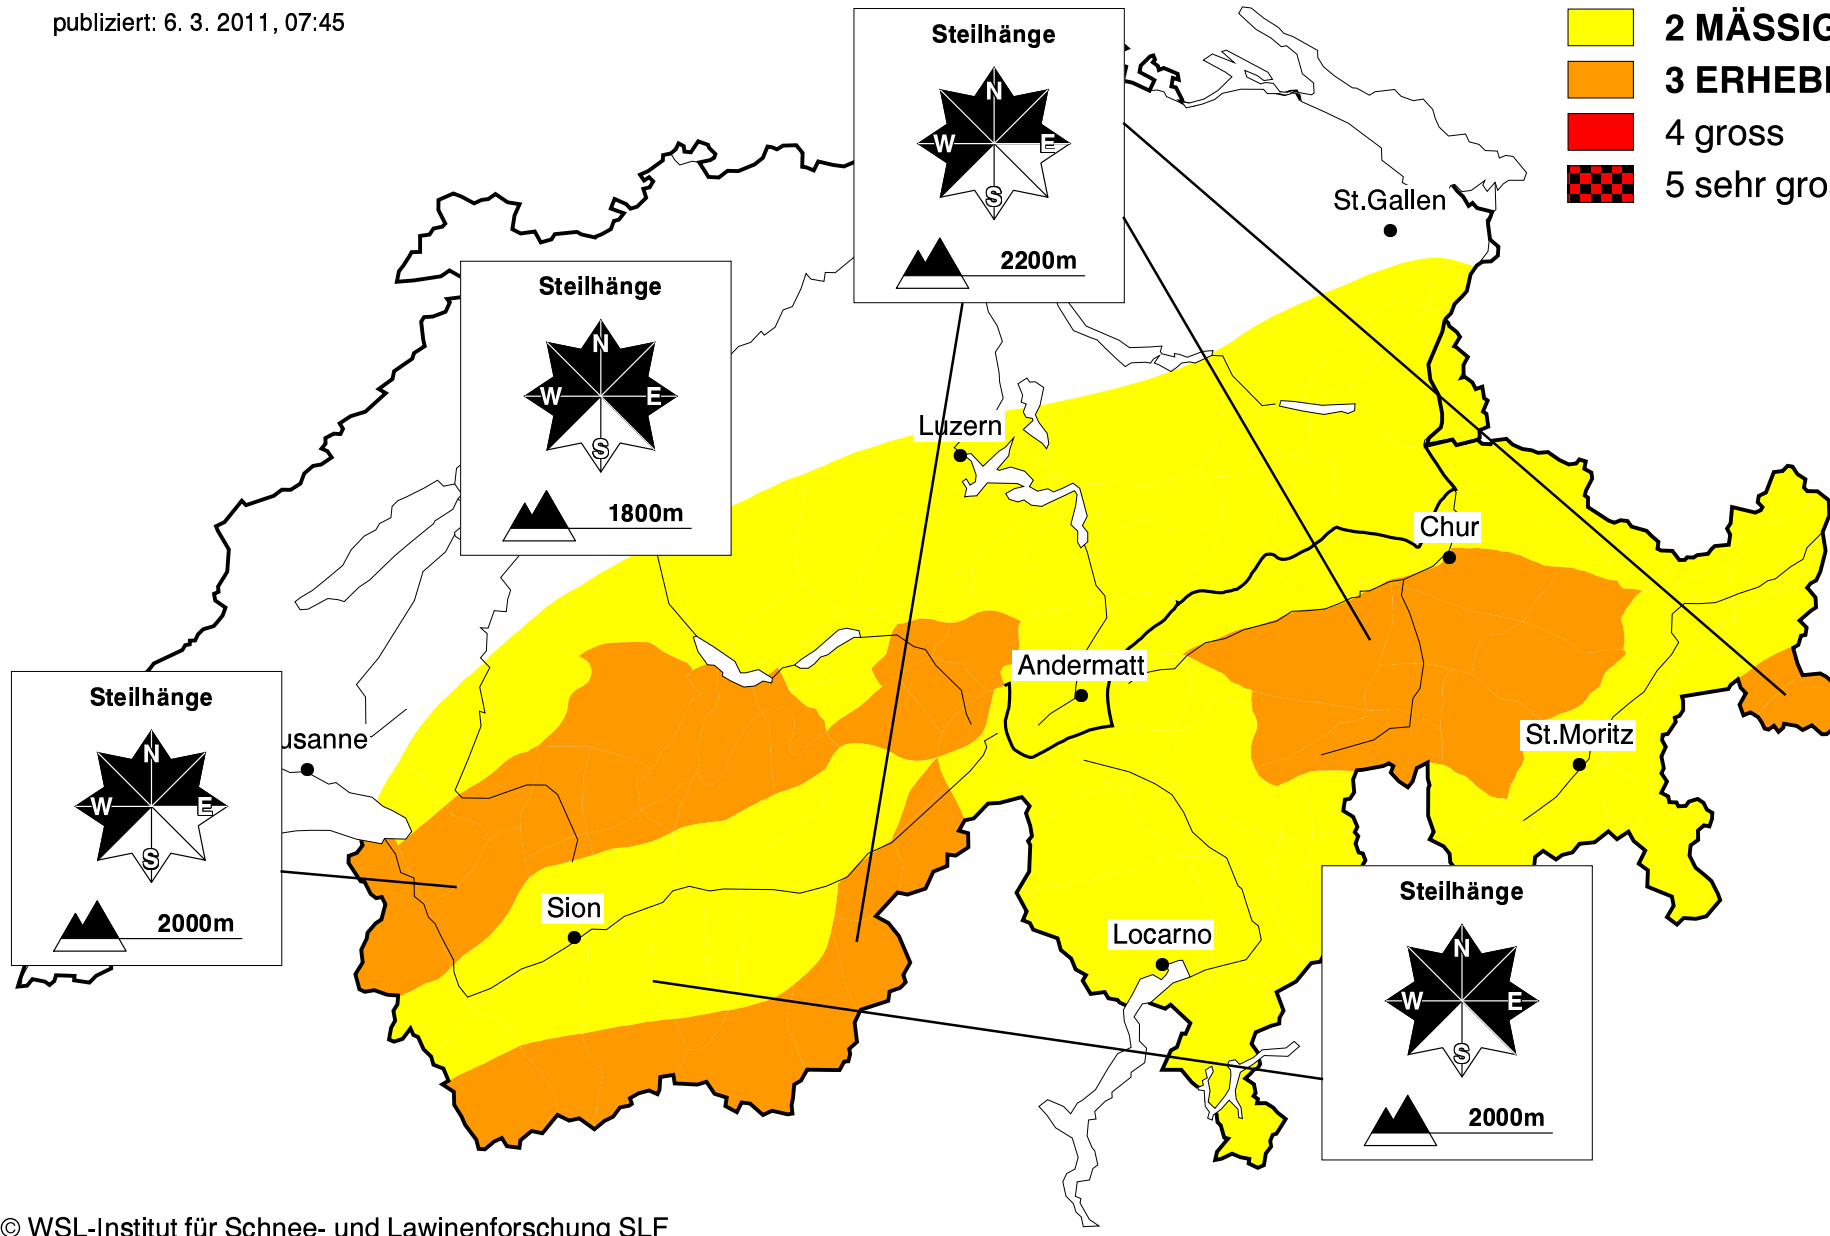 publiziert: 6. 3. 2011, 07:45
2 MÄSSIG
3 ERHEB
4 gross
5 sehr gro
Steilhänge
N
W E
S
2200m
St.Gallen
Steilhänge
N
W E
S
1800m
Luzern
Chur
Andermatt
Steilhänge
N
W E
S
2000m
usanne
St.Moritz
Sion
Locarno
Steilhänge
N
W E
S
2000m
© WSL-Institut für Schnee- und Lawinenforschung SLF